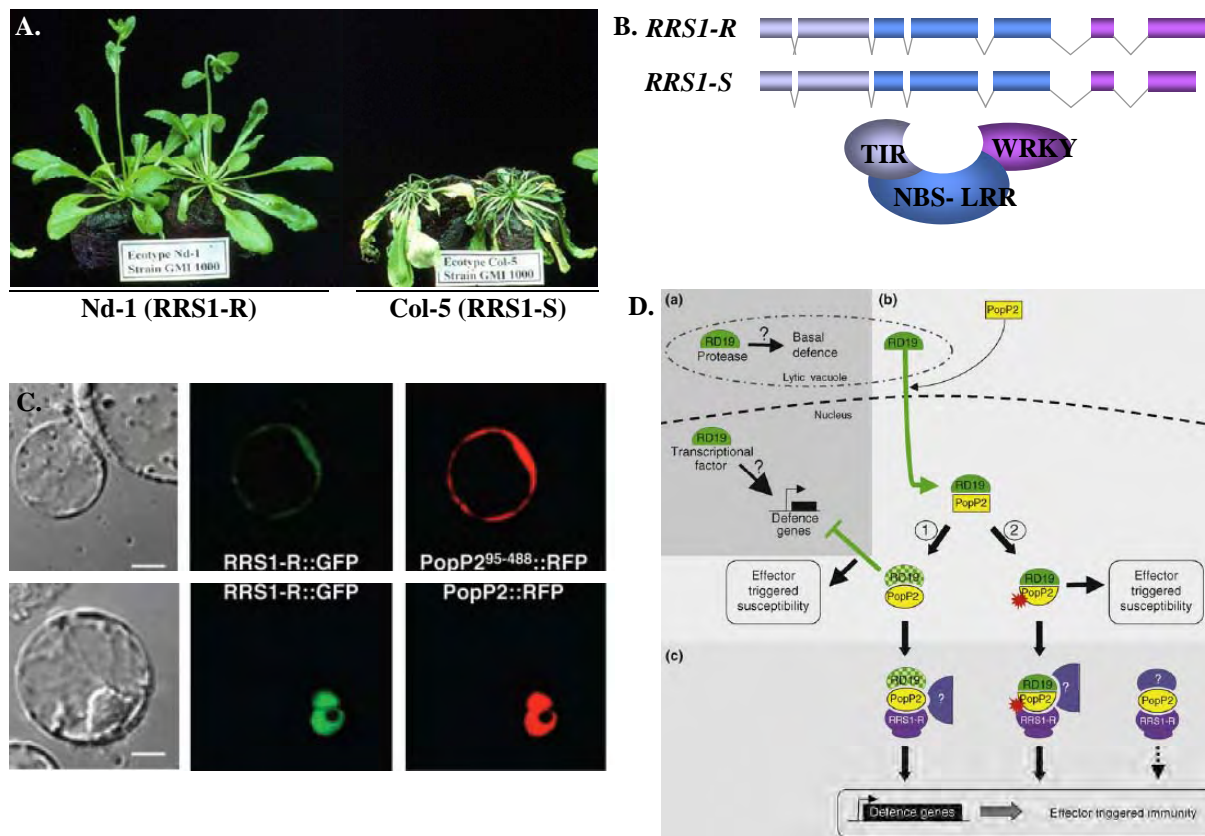 A.
Ecotype Nd-1
Strain GMI 1000
Ecotype Col-5
Strain GMI 1000
Nd-1 (RRS1-R)
Col-5 (RRS1-S)
B.
RRS1-R
RRS1-S
TIR
WRKY
NBS- LRR
C.
RRS1-R::GFP
PopP2⁹⁵⁻⁴⁸⁸::RFP
RRS1-R::GFP
PopP2::RFP
D.
(a)
(b)
PopP2
RD19
Protease
?
Basal
defence
RD19
Lytic vacuole
Nucleus
RD19
Transcriptional
factor
?
Defence
genes
RD19
PopP2
1
2
Effector
triggered
susceptibility
RD19
PopP2
RD19
PopP2
Effector
triggered
susceptibility
(c)
RD19
PopP2
?
RRS1-R
RD19
PopP2
?
RRS1-R
?
PopP2
RRS1-R
Defence genes
Effector triggered immunity